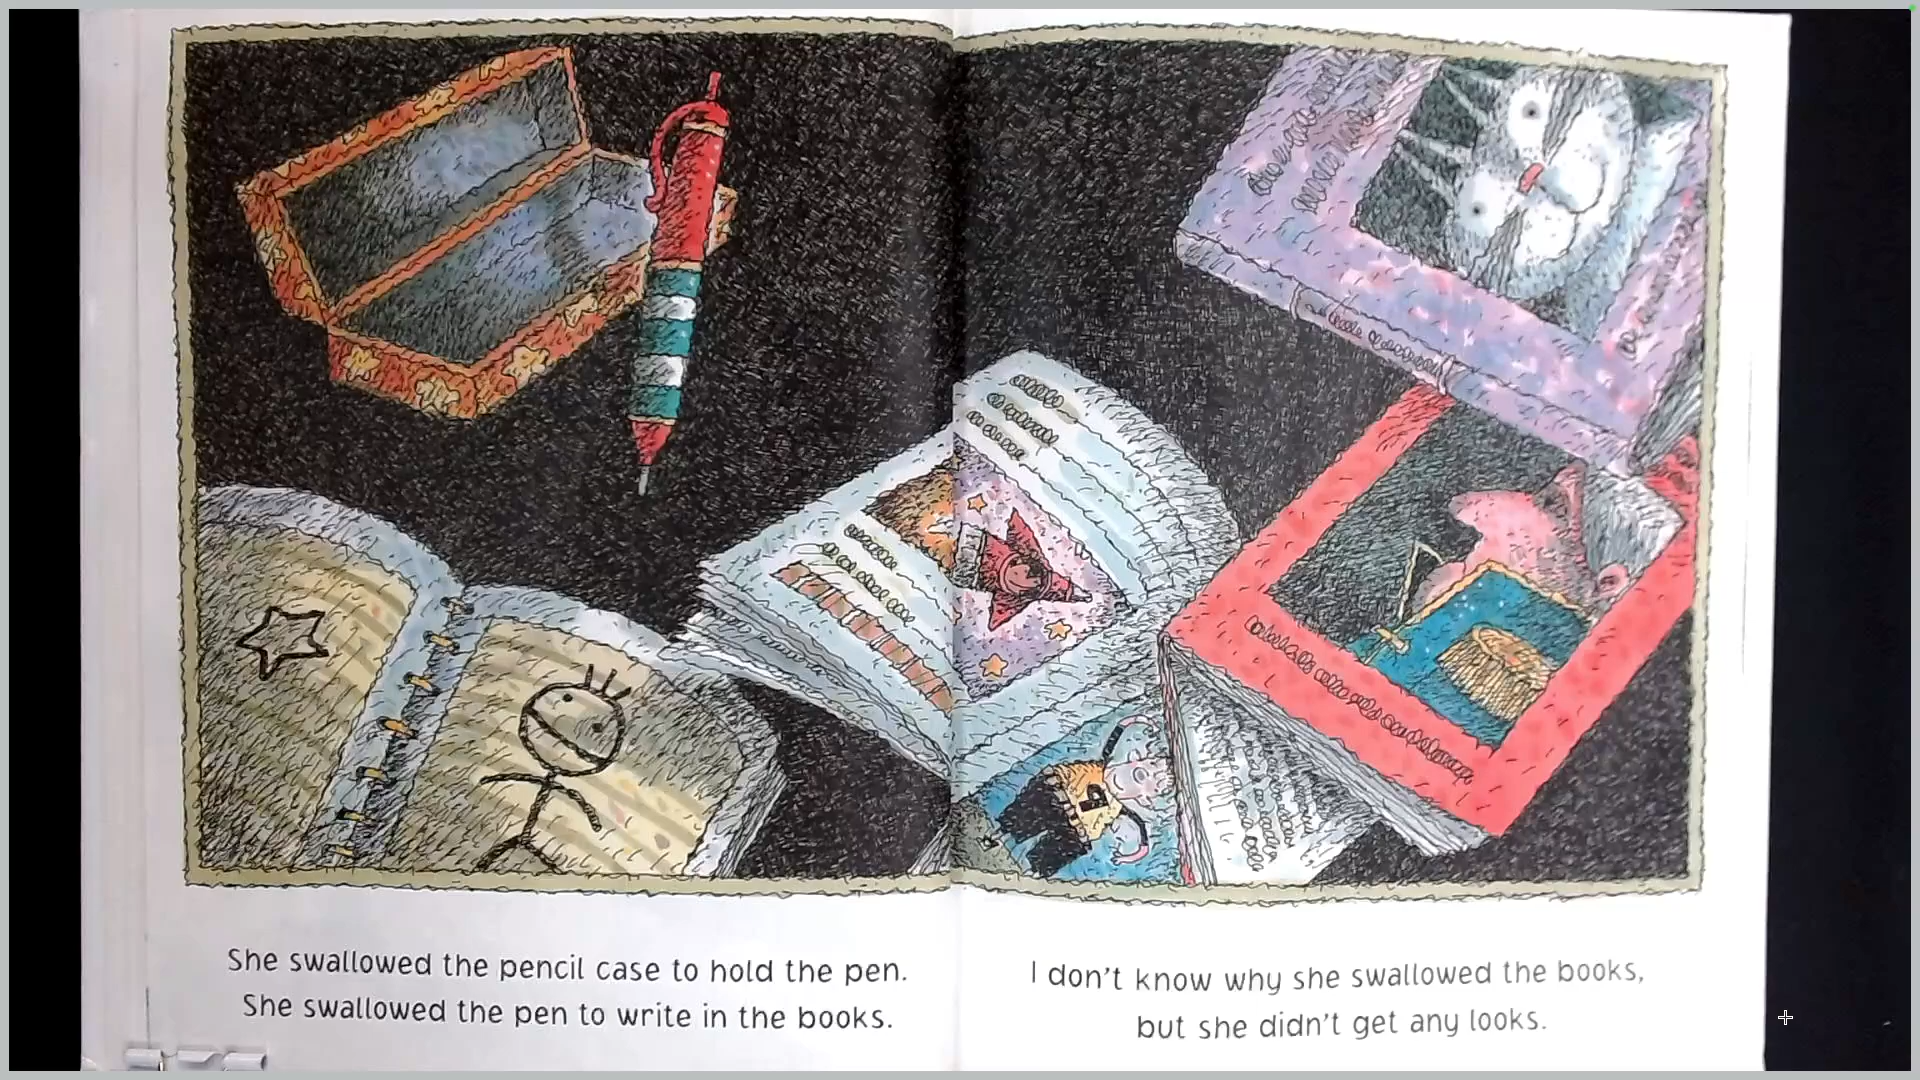 She swallowed the pencil case to hold the pen.
She swallowed the pen to write in the books.
I don't know why she swallowed the books,
but she didn't get any looks.